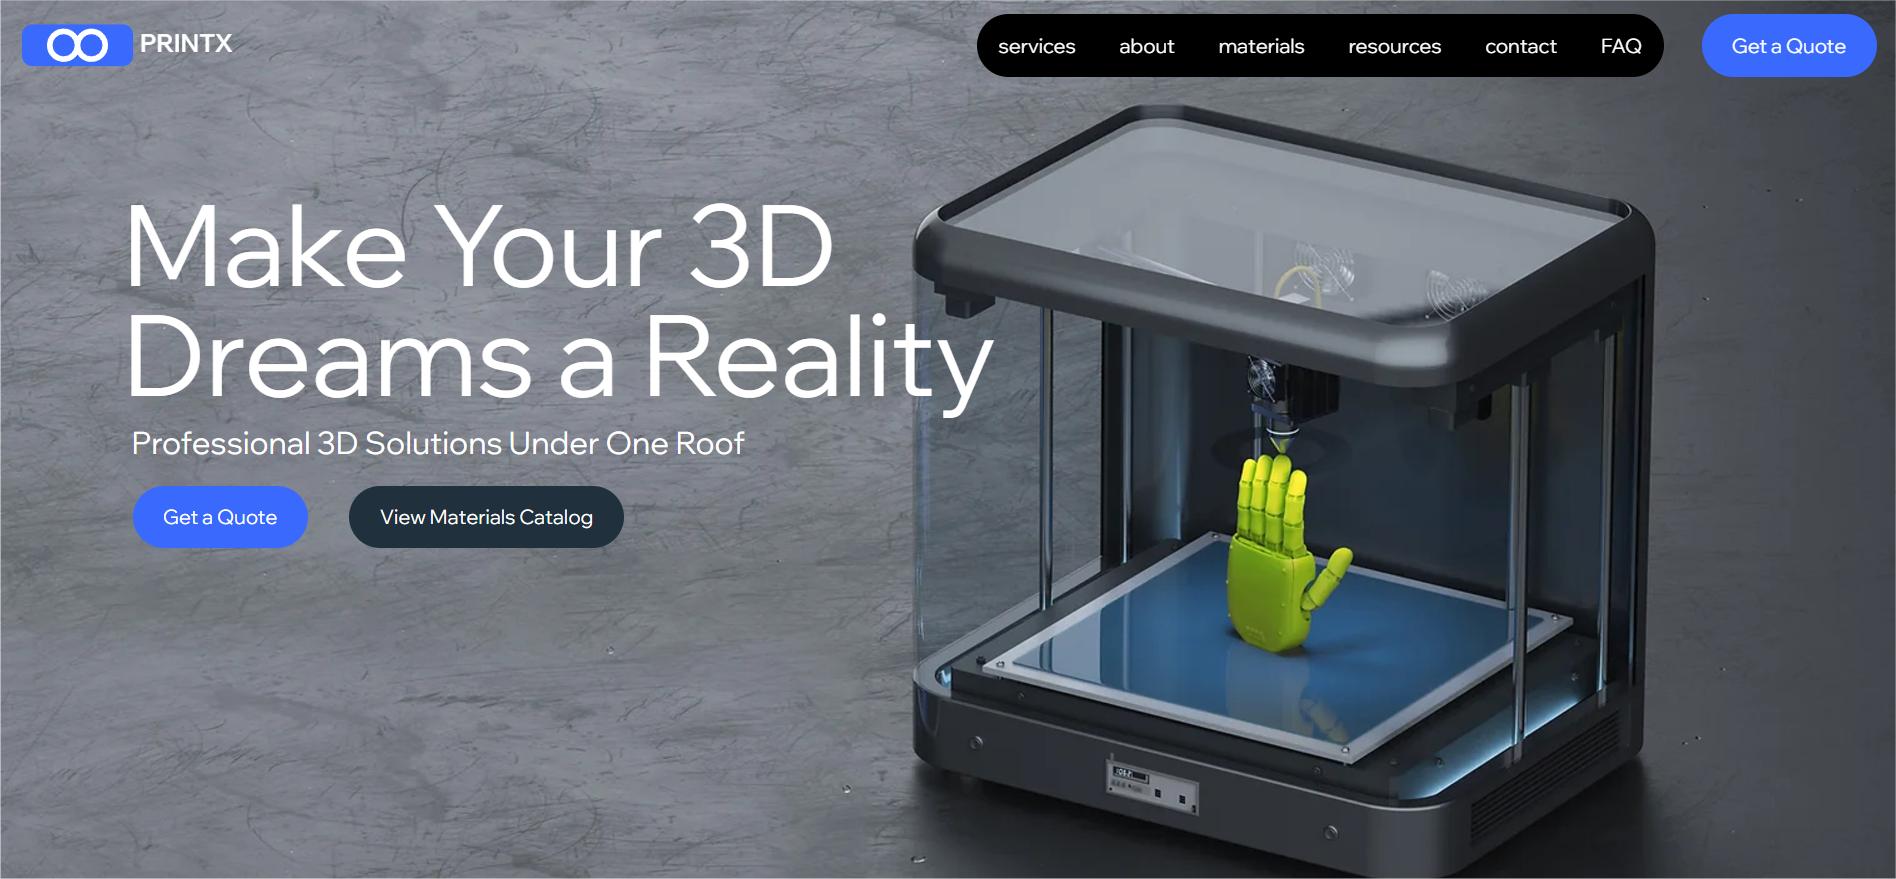 PRINTX
services about materials resources contact FAQ
Get a Quote
Make Your 3D
Dreams a Reality
Professional 3D Solutions Under One Roof
Get a Quote
View Materials Catalog